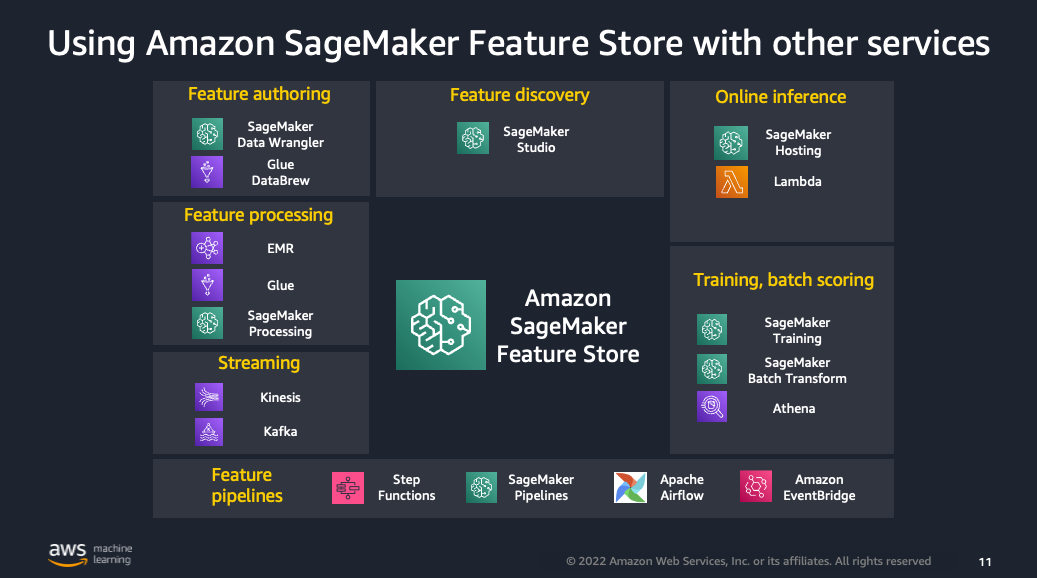 Using Amazon SageMaker Feature Store with other services
Feature authoring
SageMaker
Data Wrangler
Glue
DataBrew
Feature discovery
SageMaker
Studio
Online inference
SageMaker
Hosting
Lambda
Feature processing
EMR
Glue
SageMaker
Processing
Amazon
SageMaker
Feature Store
Training, batch scoring
SageMaker
Training
SageMaker
Batch Transform
Athena
Streaming
Kinesis
Kafka
Feature
pipelines
Step
Functions
SageMaker
Pipelines
Apache
Airflow
Amazon
EventBridge
aws
machine
learning
© 2022 Amazon Web Services, Inc. or its affiliates. All rights reserved
11